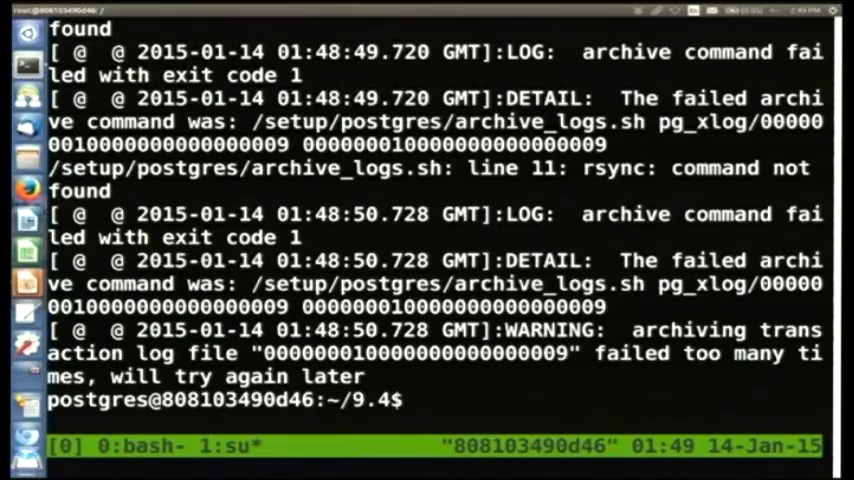 root@808103490d46: /
2:49 PM
found
[ @  @ 2015-01-14 01:48:49.720 GMT]:LOG:  archive command fai
led with exit code 1
[ @  @ 2015-01-14 01:48:49.720 GMT]:DETAIL:  The failed archi
ve command was: /setup/postgres/archive_logs.sh pg_xlog/00000
0010000000000000009 000000010000000000000009
/setup/postgres/archive_logs.sh: line 11: rsync: command not
found
[ @  @ 2015-01-14 01:48:50.728 GMT]:LOG:  archive command fai
led with exit code 1
[ @  @ 2015-01-14 01:48:50.728 GMT]:DETAIL:  The failed archi
ve command was: /setup/postgres/archive_logs.sh pg_xlog/00000
0010000000000000009 000000010000000000000009
[ @  @ 2015-01-14 01:48:50.728 GMT]:WARNING:  archiving trans
action log file "000000010000000000000009" failed too many ti
mes, will try again later
postgres@808103490d46:~/9.4$
[0] 0:bash- 1:su*    "808103490d46" 01:49 14-Jan-15